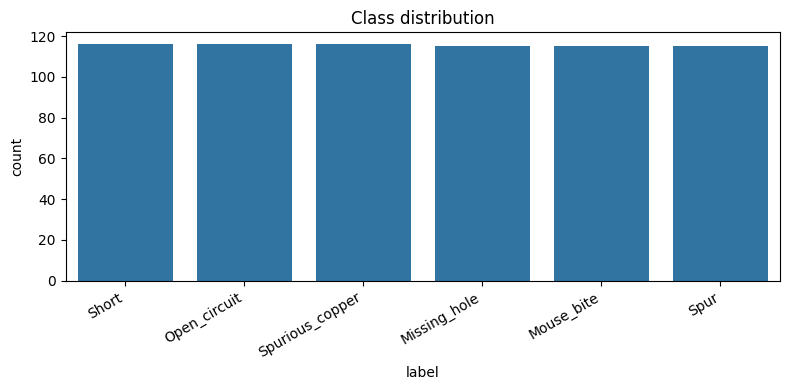 Class distribution
120
100
80
60
40
20
0
count
Short
Open_circuit
Spurious_copper
Missing_hole
Mouse_bite
Spur
label